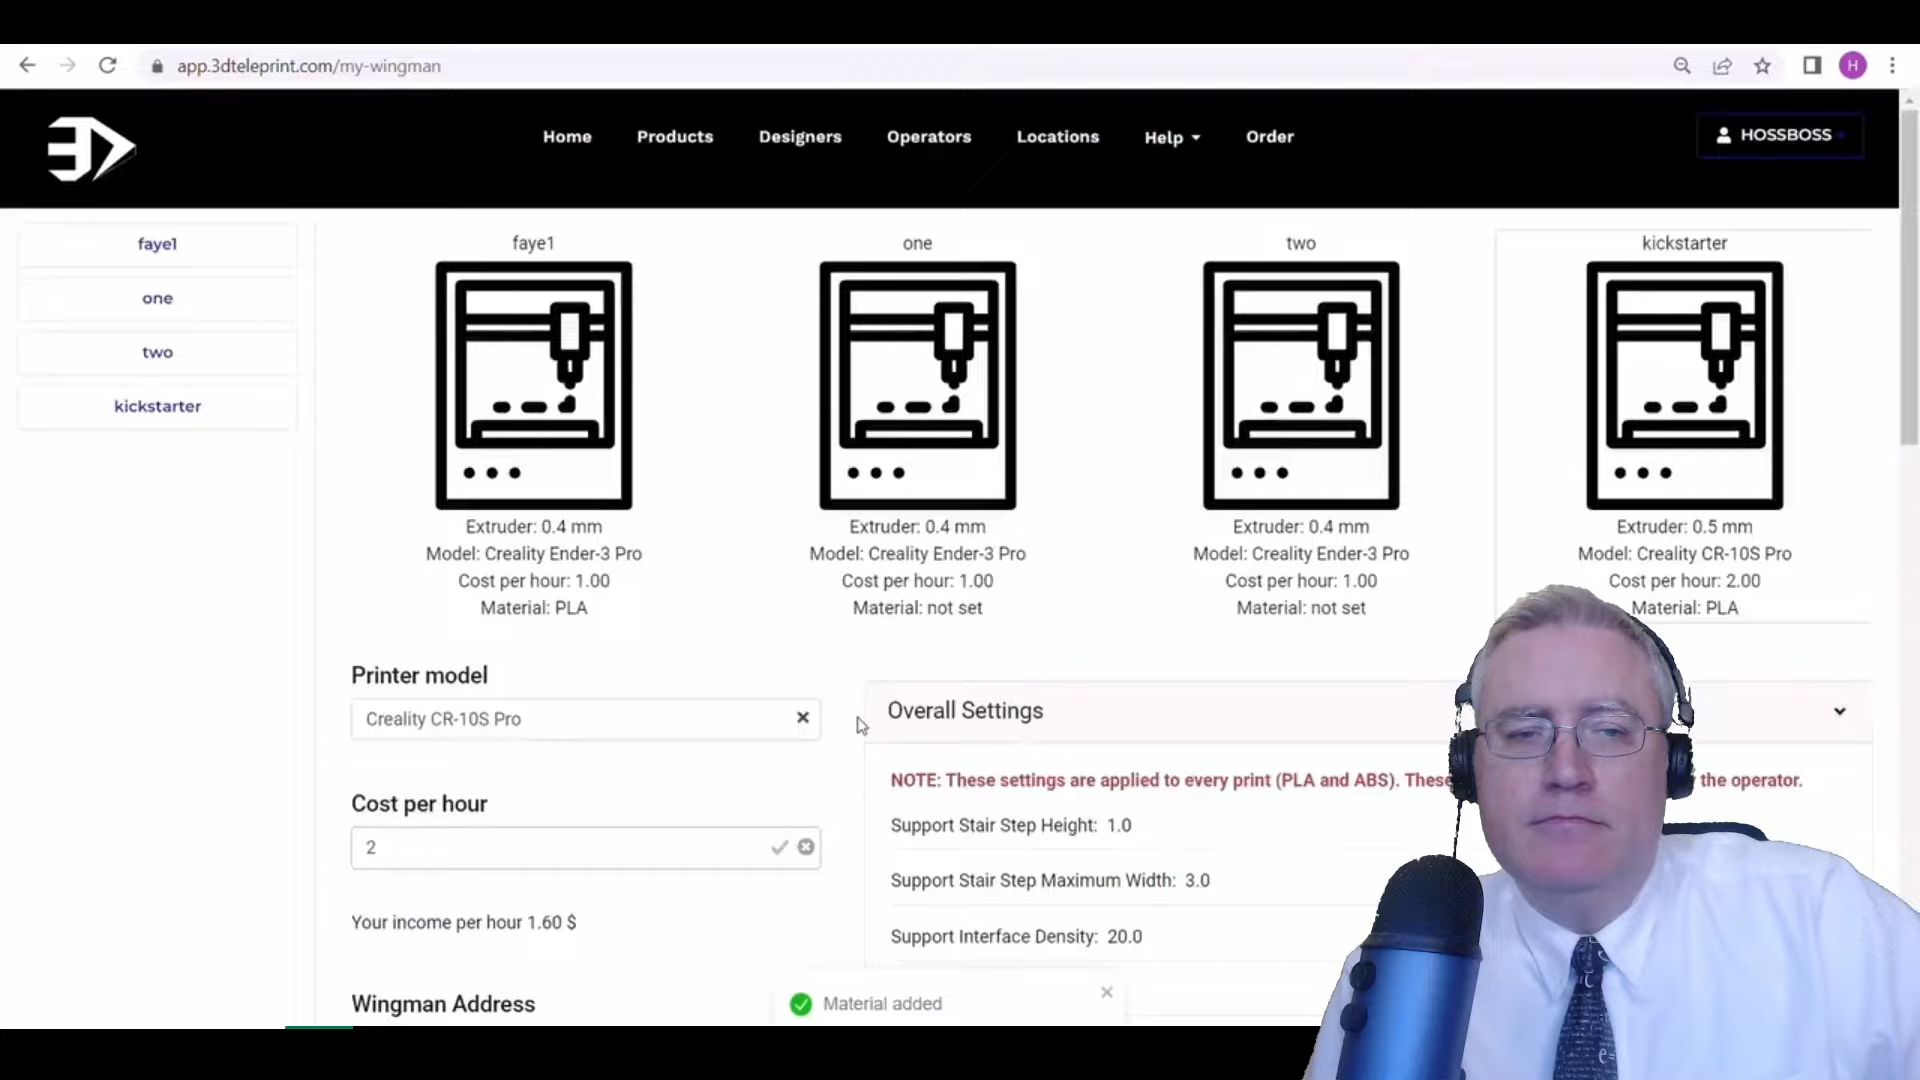 app.3dteleprint.com/my-wingman
H
Home
Products
Designers
Operators
Locations
Help
Order
HOSSBOSS
faye1
one
two
kickstarter
faye1
one
two
kickstarter
Extruder: 0.4 mm
Model: Creality Ender-3 Pro
Cost per hour: 1.00
Material: PLA
Extruder: 0.4 mm
Model: Creality Ender-3 Pro
Cost per hour: 1.00
Material: not set
Extruder: 0.4 mm
Model: Creality Ender-3 Pro
Cost per hour: 1.00
Material: not set
Extruder: 0.5 mm
Model: Creality CR-10S Pro
Cost per hour: 2.00
Material: PLA
Printer model
Creality CR-10S Pro
Cost per hour
2
Your income per hour 1.60 $
Wingman Address
Overall Settings
NOTE: These settings are applied to every print (PLA and ABS). These the operator.
Support Stair Step Height: 1.0
Support Stair Step Maximum Width: 3.0
Support Interface Density: 20.0
Material added